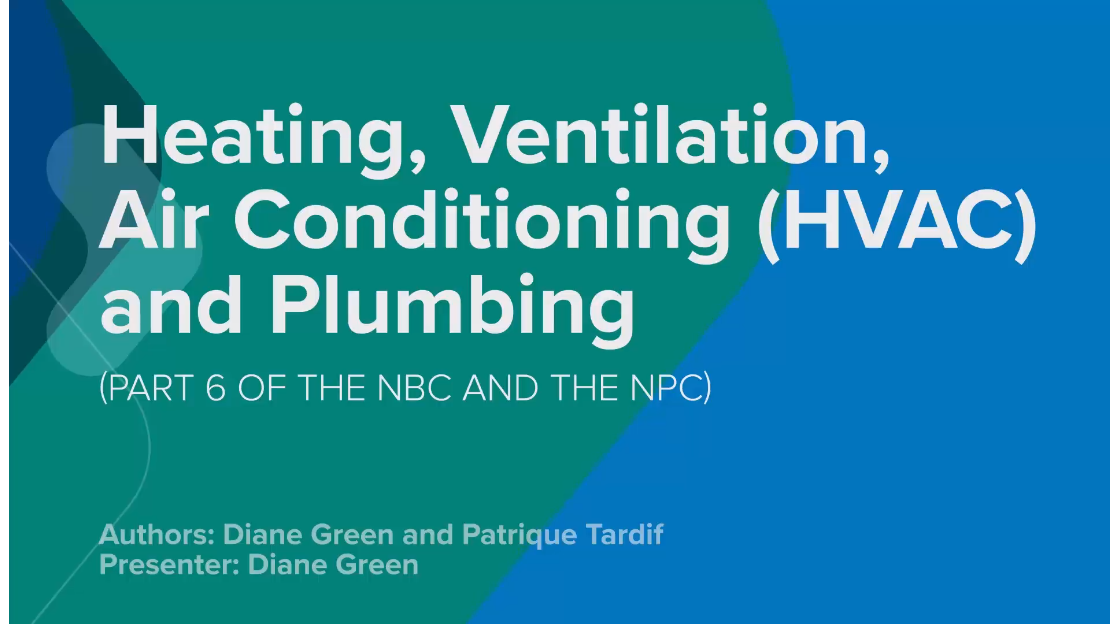 Heating, Ventilation,
Air Conditioning (HVAC)
and Plumbing
(PART 6 OF THE NBC AND THE NPC)
Authors: Diane Green and Patrique Tardif
Presenter: Diane Green